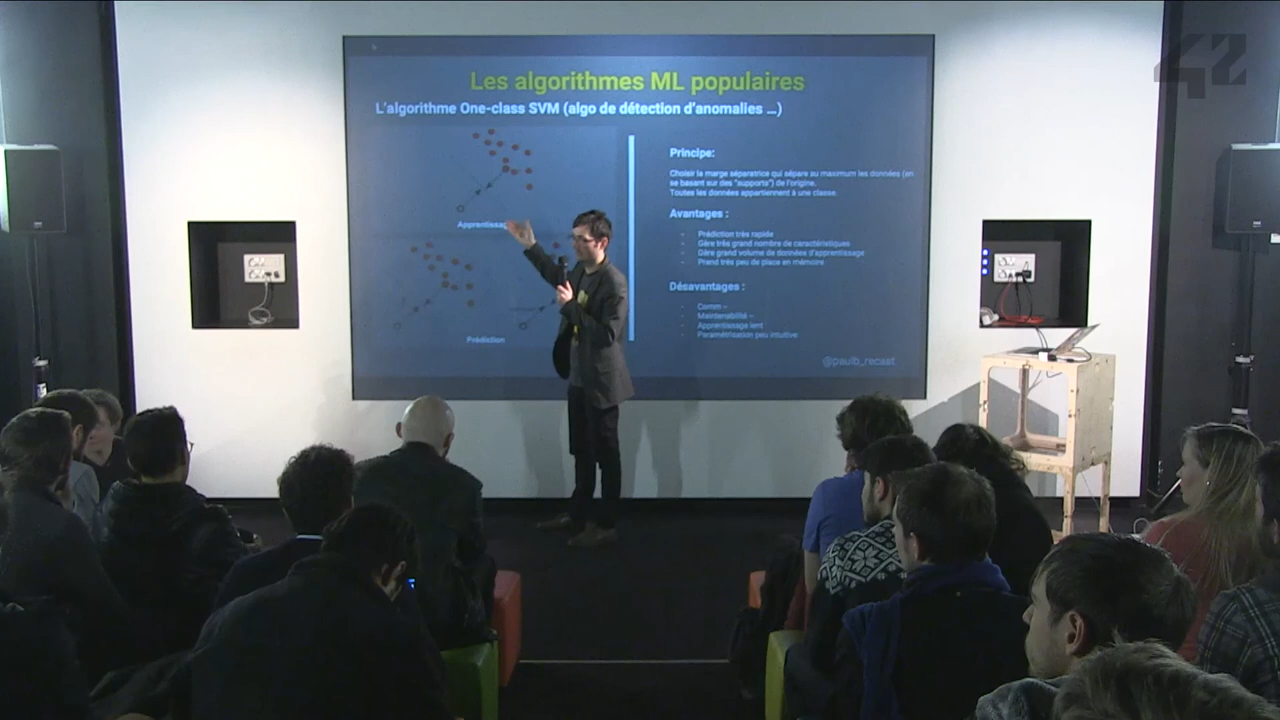 42
Les algorithmes ML populaires
L'algorithme One-class SVM (algo de détection d'anomalies ...)
Principe:
Choisir la marge séparatrice qui sépare au maximum les données (en
se basant sur des "supports") de l'origine.
Toutes les données appartiennent à une classe.
Apprentissage
Avantages :
- Prédiction très rapide
- Gère très grand nombre de caractéristiques
- Gère grand volume de données d'apprentissage
- Prend très peu de place en mémoire
Désavantages :
- Comm –
- Maintenabilité –
- Apprentissage lent
- Paramétrisation peu intuitive
Prédiction
@paulb_recast